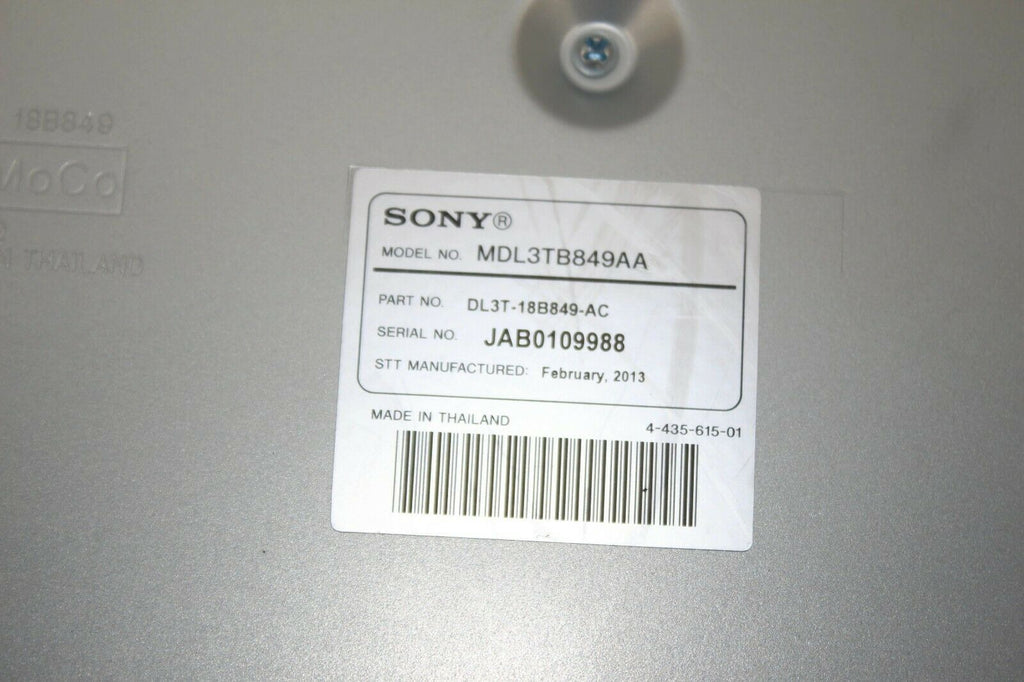 18B849
MoCo
THAILAND
SONY®
MODEL NO. MDL3TB849AA
PART NO. DL3T-18B849-AC
SERIAL NO. JAB0109988
STT MANUFACTURED: February, 2013
MADE IN THAILAND 4-435-615-01